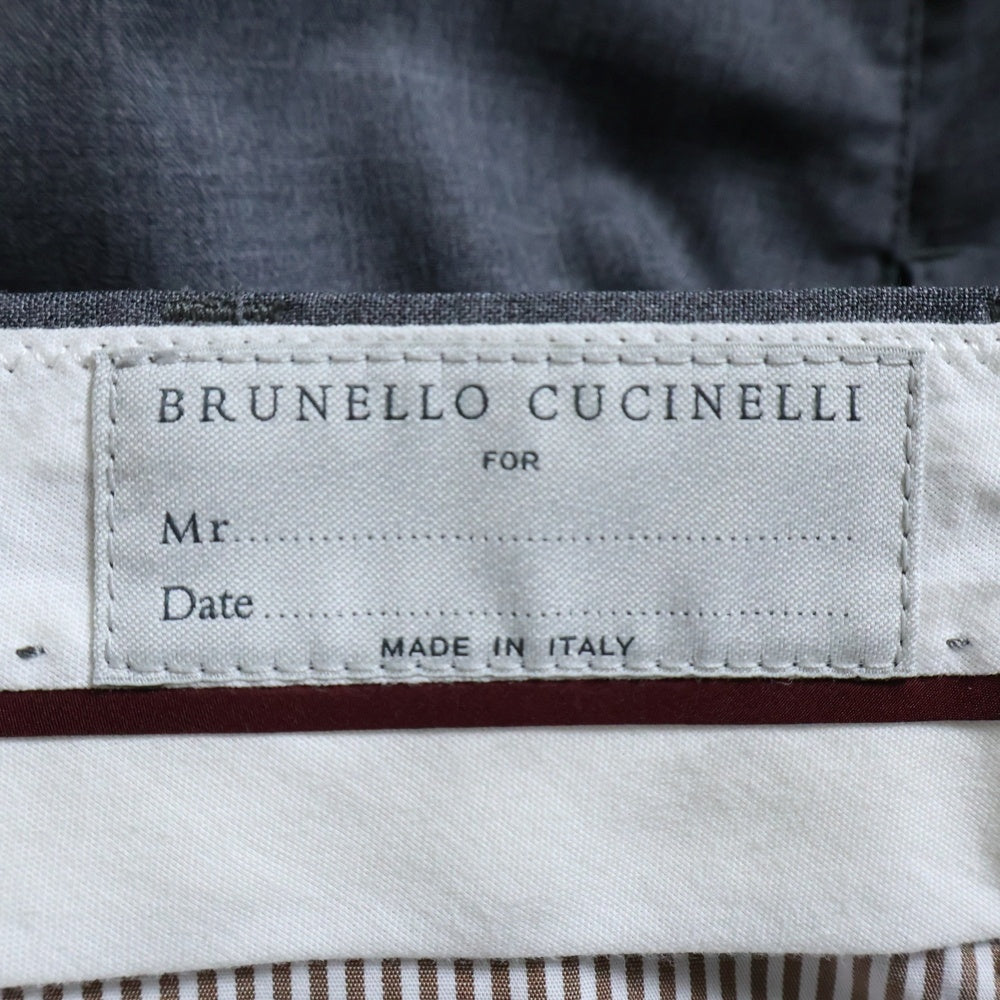 BRUNELLO CUCINELLI
FOR
Mr..............................................................
Date............................................................
MADE IN ITALY